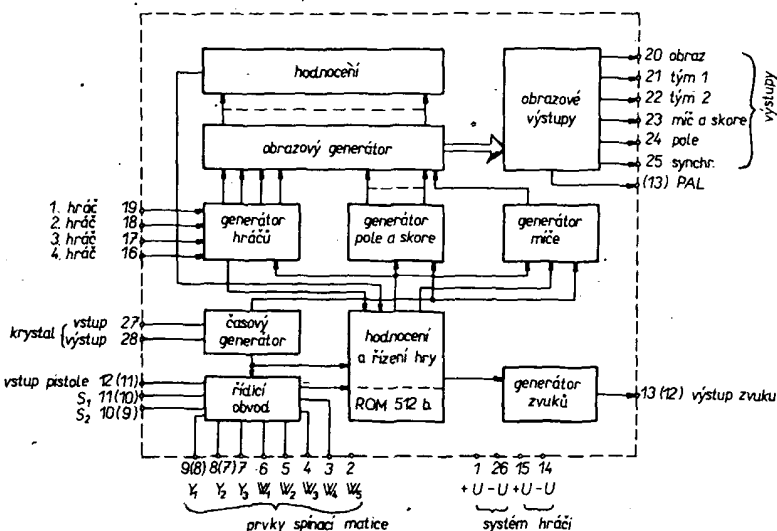 hodnocení
obrazový generátor
obrazové
výstupy
20 obraz
21 tým 1
22 tým 2
23 míč a skore
24 pole
25 synchr.
výstupy
(13) PAL
1. hráč 19
2. hráč 18
3. hráč 17
4. hráč 16
generátor
hráčů
generátor
pole a skore
generátor
míče
krystal { vstup 27
výstup 28
časový
generátor
hodnocení
a řízení hry
ROM 512 b.
vstup pistole 12(11)
S1 11(10)
S2 10(9)
řídicí
obvod
generátor
zvuků
13(12) výstup zvuku
9(8) 8(7) 7 6 5 4 3 2
Y1 Y2 Y3 W1 W2 W3 W4 W5
prvky spínací matice
1 26 15 14
+U -U +U -U
systém hráči